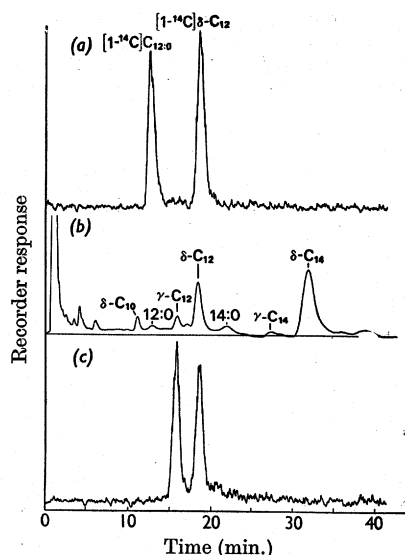 [1-¹⁴C]δ-C₁₂
(a) [1-¹⁴C]C₁₂:₀
(b)
δ-C₁₂ δ-C₁₄
γ-C₁₂
δ-C₁₀ 12:0 14:0 γ-C₁₄
(c)
Recorder response
0 10 20 30 40
Time (min.)